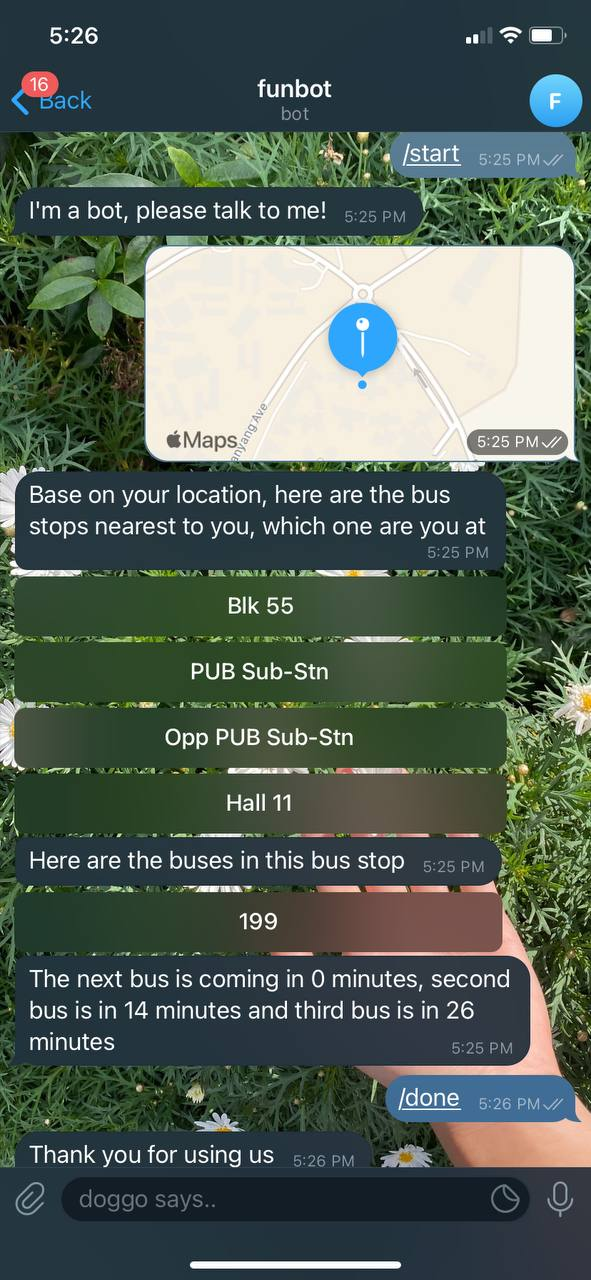 5:26
16
Back
funbot
bot
F
/start 5:25 PM
I'm a bot, please talk to me! 5:25 PM
anyang Ave
Maps
5:25 PM
Base on your location, here are the bus
stops nearest to you, which one are you at
5:25 PM
Blk 55
PUB Sub-Stn
Opp PUB Sub-Stn
Hall 11
Here are the buses in this bus stop 5:25 PM
199
The next bus is coming in 0 minutes, second
bus is in 14 minutes and third bus is in 26
minutes 5:25 PM
/done 5:26 PM
Thank you for using us 5:26 PM
doggo says..